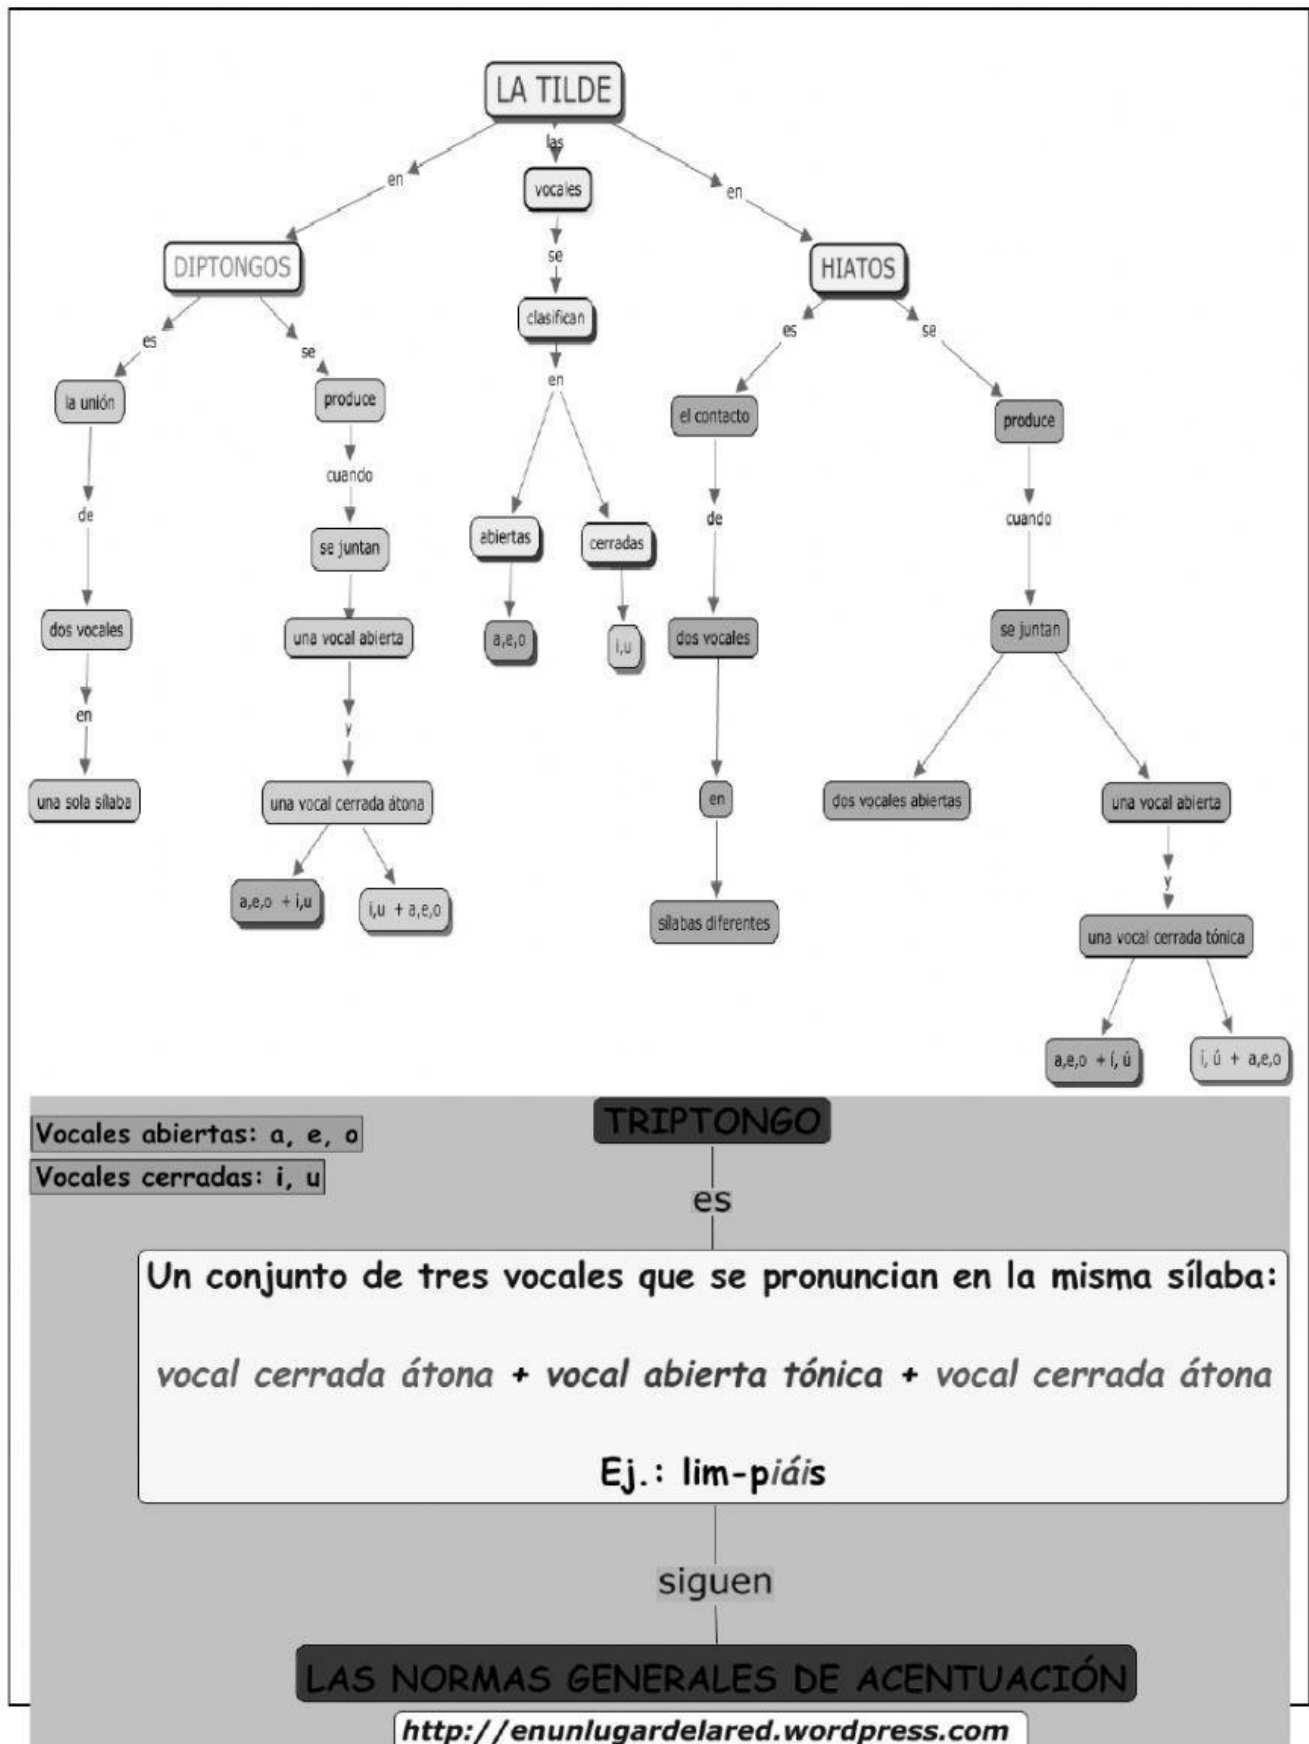 LA TILDE
las
en
vocales
en
DIPTONGOS
se
HIATOS
clasifican
es
se
es
se
en
la unión
produce
el contacto
produce
cuando
de
de
cuando
abiertas
cerradas
se juntan
dos vocales
una vocal abierta
a,e,o
i,u
dos vocales
se juntan
en
y
una sola sílaba
una vocal cerrada átona
en
dos vocales abiertas
una vocal abierta
y
a,e,o + i,u
i,u + a,e,o
sílabas diferentes
una vocal cerrada tónica
a,e,o + í, ú
í, ú + a,e,o
TRIPTONGO
Vocales abiertas: a, e, o
Vocales cerradas: i, u
es
Un conjunto de tres vocales que se pronuncian en la misma sílaba:
vocal cerrada átona + vocal abierta tónica + vocal cerrada átona
Ej.: lim-piáis
siguen
LAS NORMAS GENERALES DE ACENTUACIÓN
http://enunlugardelared.wordpress.com